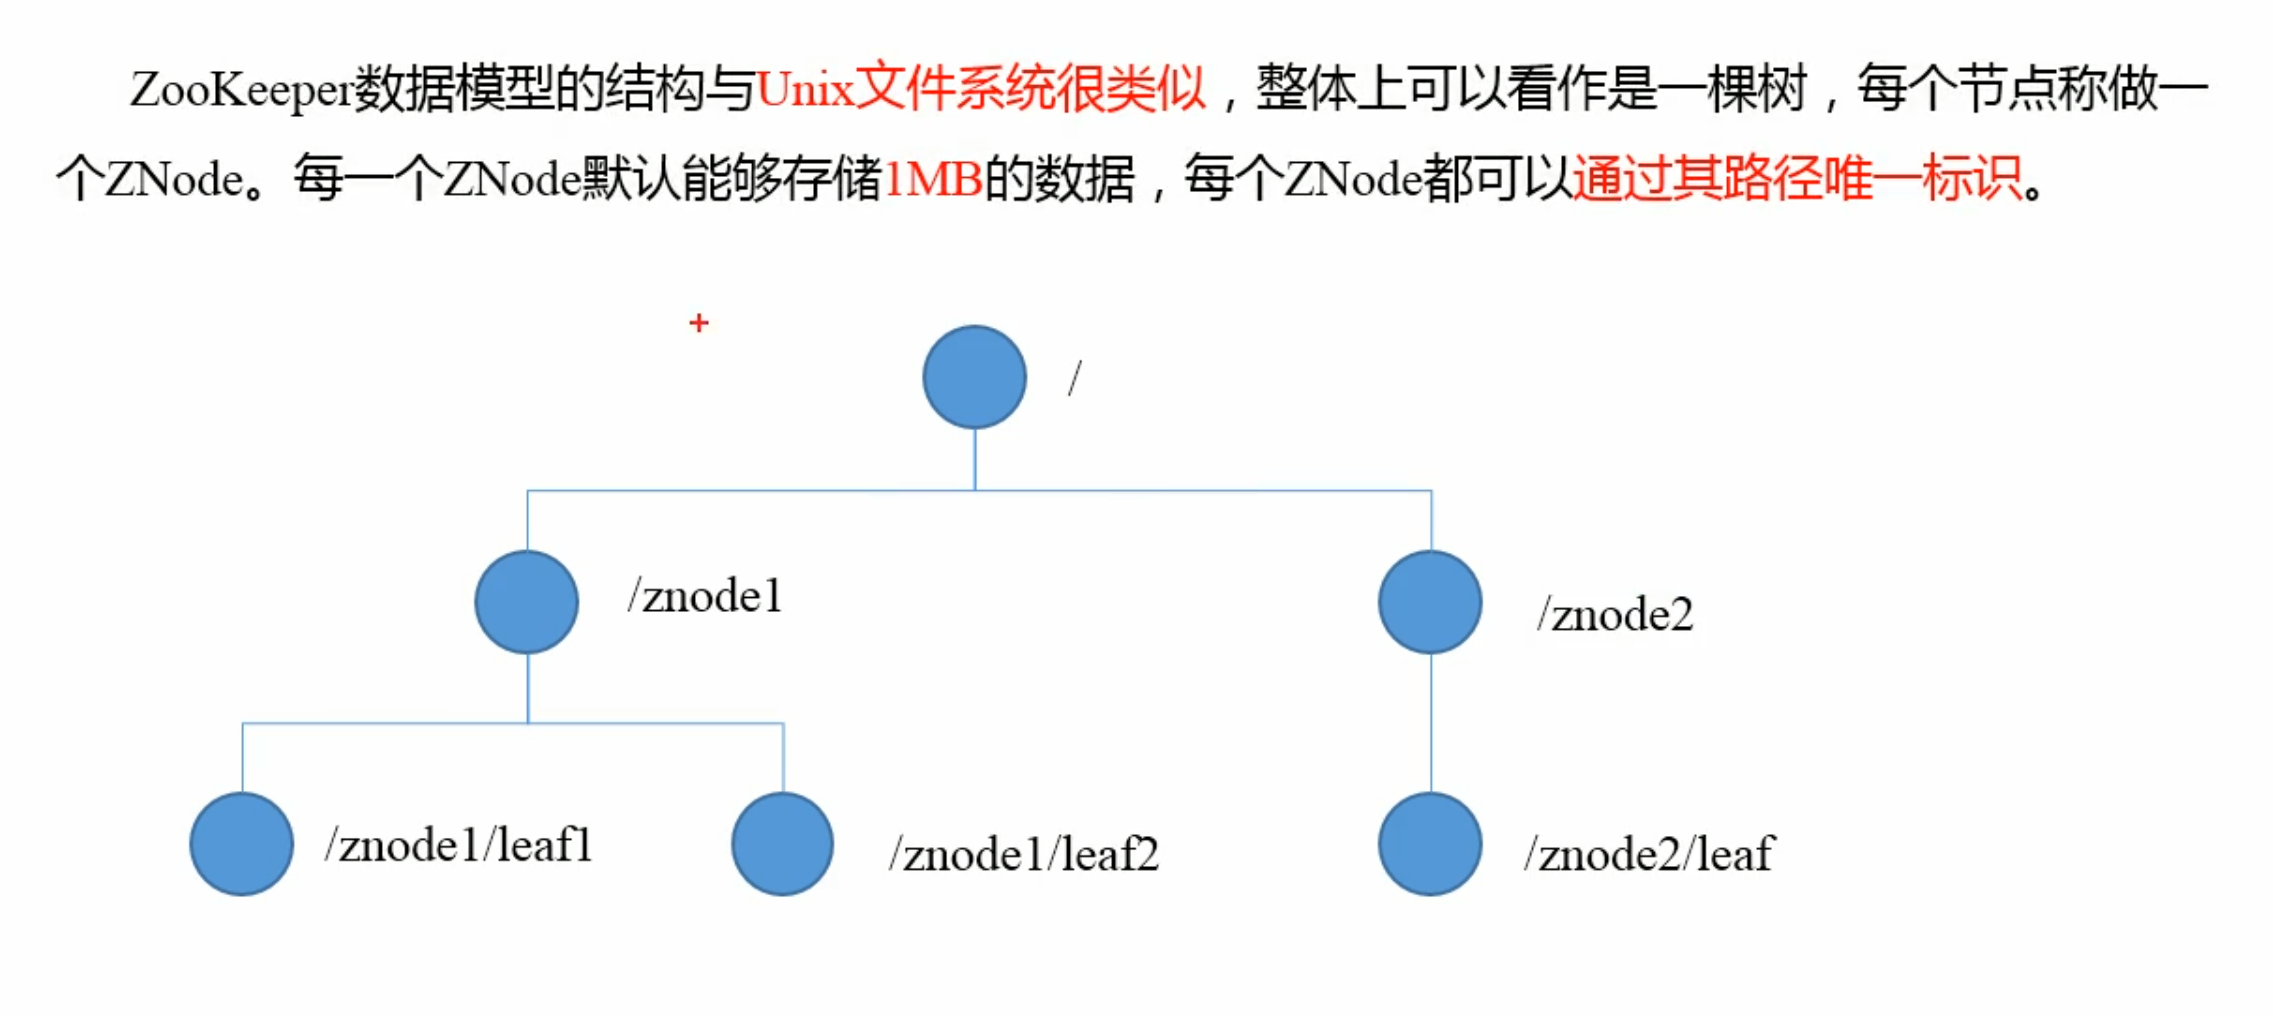 ZooKeeper数据模型的结构与Unix文件系统很类似，整体上可以看作是一棵树，每个节点称做一
个ZNode。每一个ZNode默认能够存储1MB的数据，每个ZNode都可以通过其路径唯一标识。
/
/znode1
/znode2
/znode1/leaf1
/znode1/leaf2
/znode2/leaf